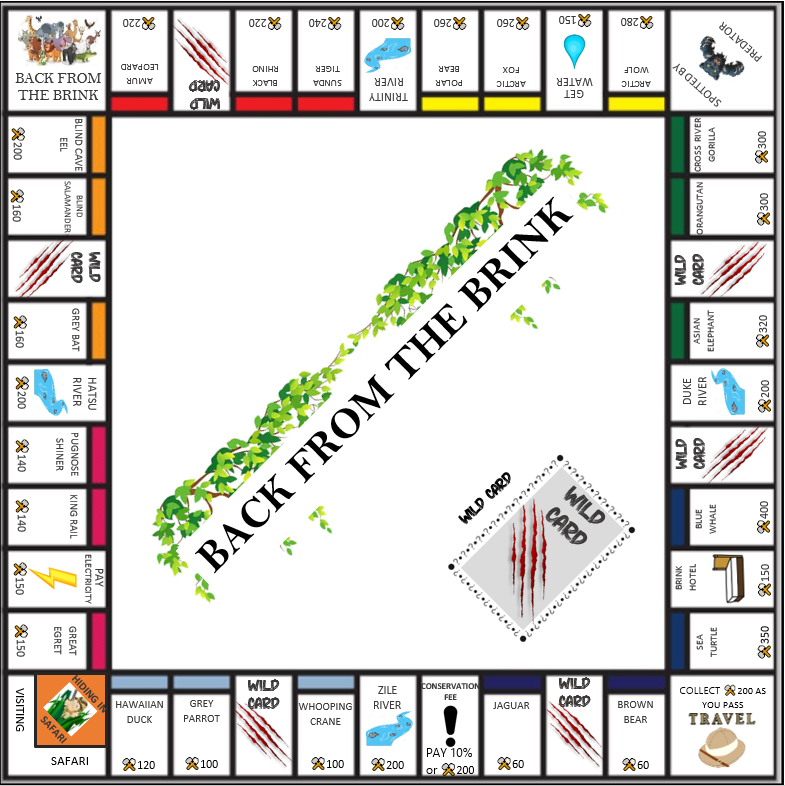 BACK FROM
THE BRINK
220
AMUR
LEOPARD
WILD
CARD
220
BLACK
RHINO
240
SUNDA
TIGER
200
TRINITY
RIVER
260
POLAR
BEAR
260
ARCTIC
FOX
150
GET
WATER
280
ARCTIC
WOLF
SPOTTED BY
PREDATOR
CROSS RIVER
GORILLA
300
ORANGUTAN
300
WILD
CARD
ASIAN
ELEPHANT
320
DUKE
RIVER
200
WILD
CARD
BLUE
WHALE
400
BRINK
HOTEL
150
SEA
TURTLE
350
COLLECT 200 AS
YOU PASS
TRAVEL
BROWN
BEAR
60
WILD
CARD
JAGUAR
60
CONSERVATION
FEE
PAY 10%
or 200
ZILE
RIVER
200
WHOOPING
CRANE
100
WILD
CARD
GREY
PARROT
100
HAWAIIAN
DUCK
120
VISITING
HIDING IN
SAFARI
SAFARI
GREAT
EGRET
150
PAY
ELECTRICITY
150
KING RAIL
140
PUGNOSE
SHINER
140
HATSU
RIVER
200
GREY BAT
160
WILD
CARD
BLIND
SALAMANDER
160
BLIND CAVE
EEL
200
BACK FROM THE BRINK
WILD CARD
WILD
CARD